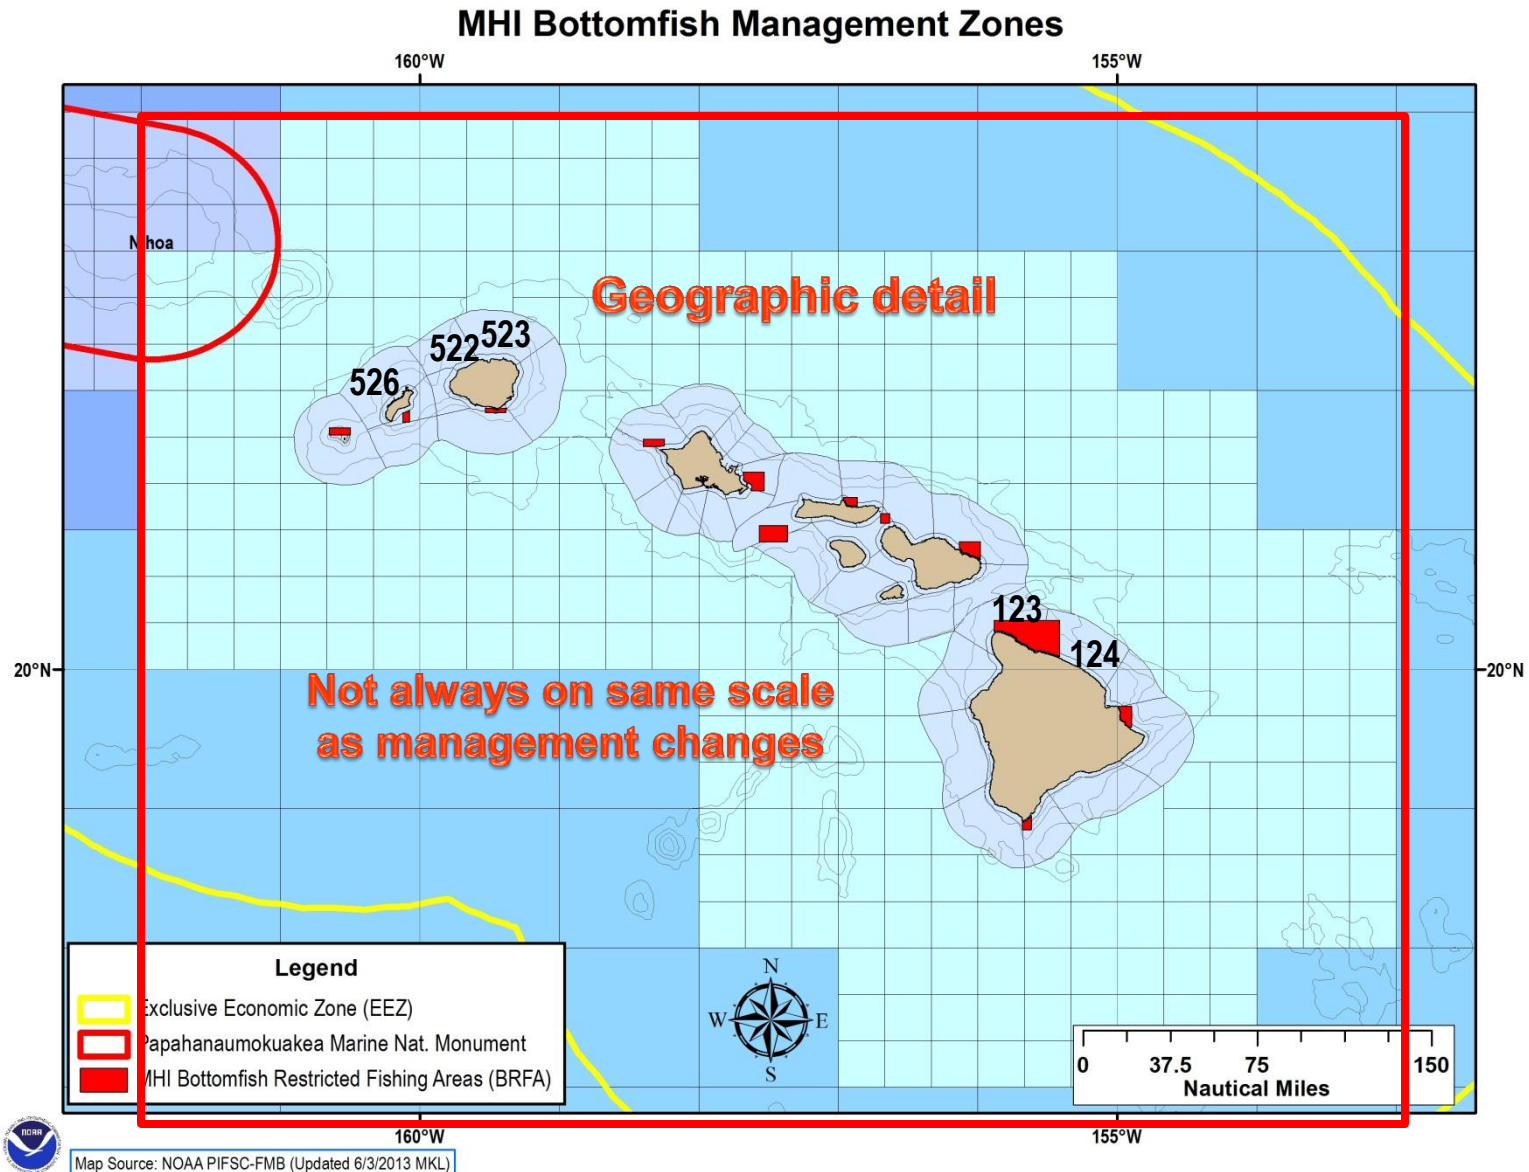 MHI Bottomfish Management Zones
160°W
155°W
Nihoa
Geographic detail
523
522
526
123
124
20°N
20°N
Not always on same scale
as management changes
Legend
Exclusive Economic Zone (EEZ)
Papahanaumokuakea Marine Nat. Monument
MHI Bottomfish Restricted Fishing Areas (BRFA)
N
W
E
S
0
37.5
75
150
Nautical Miles
NOAA
160°W
155°W
Map Source: NOAA PIFSC-FMB (Updated 6/3/2013 MKL)